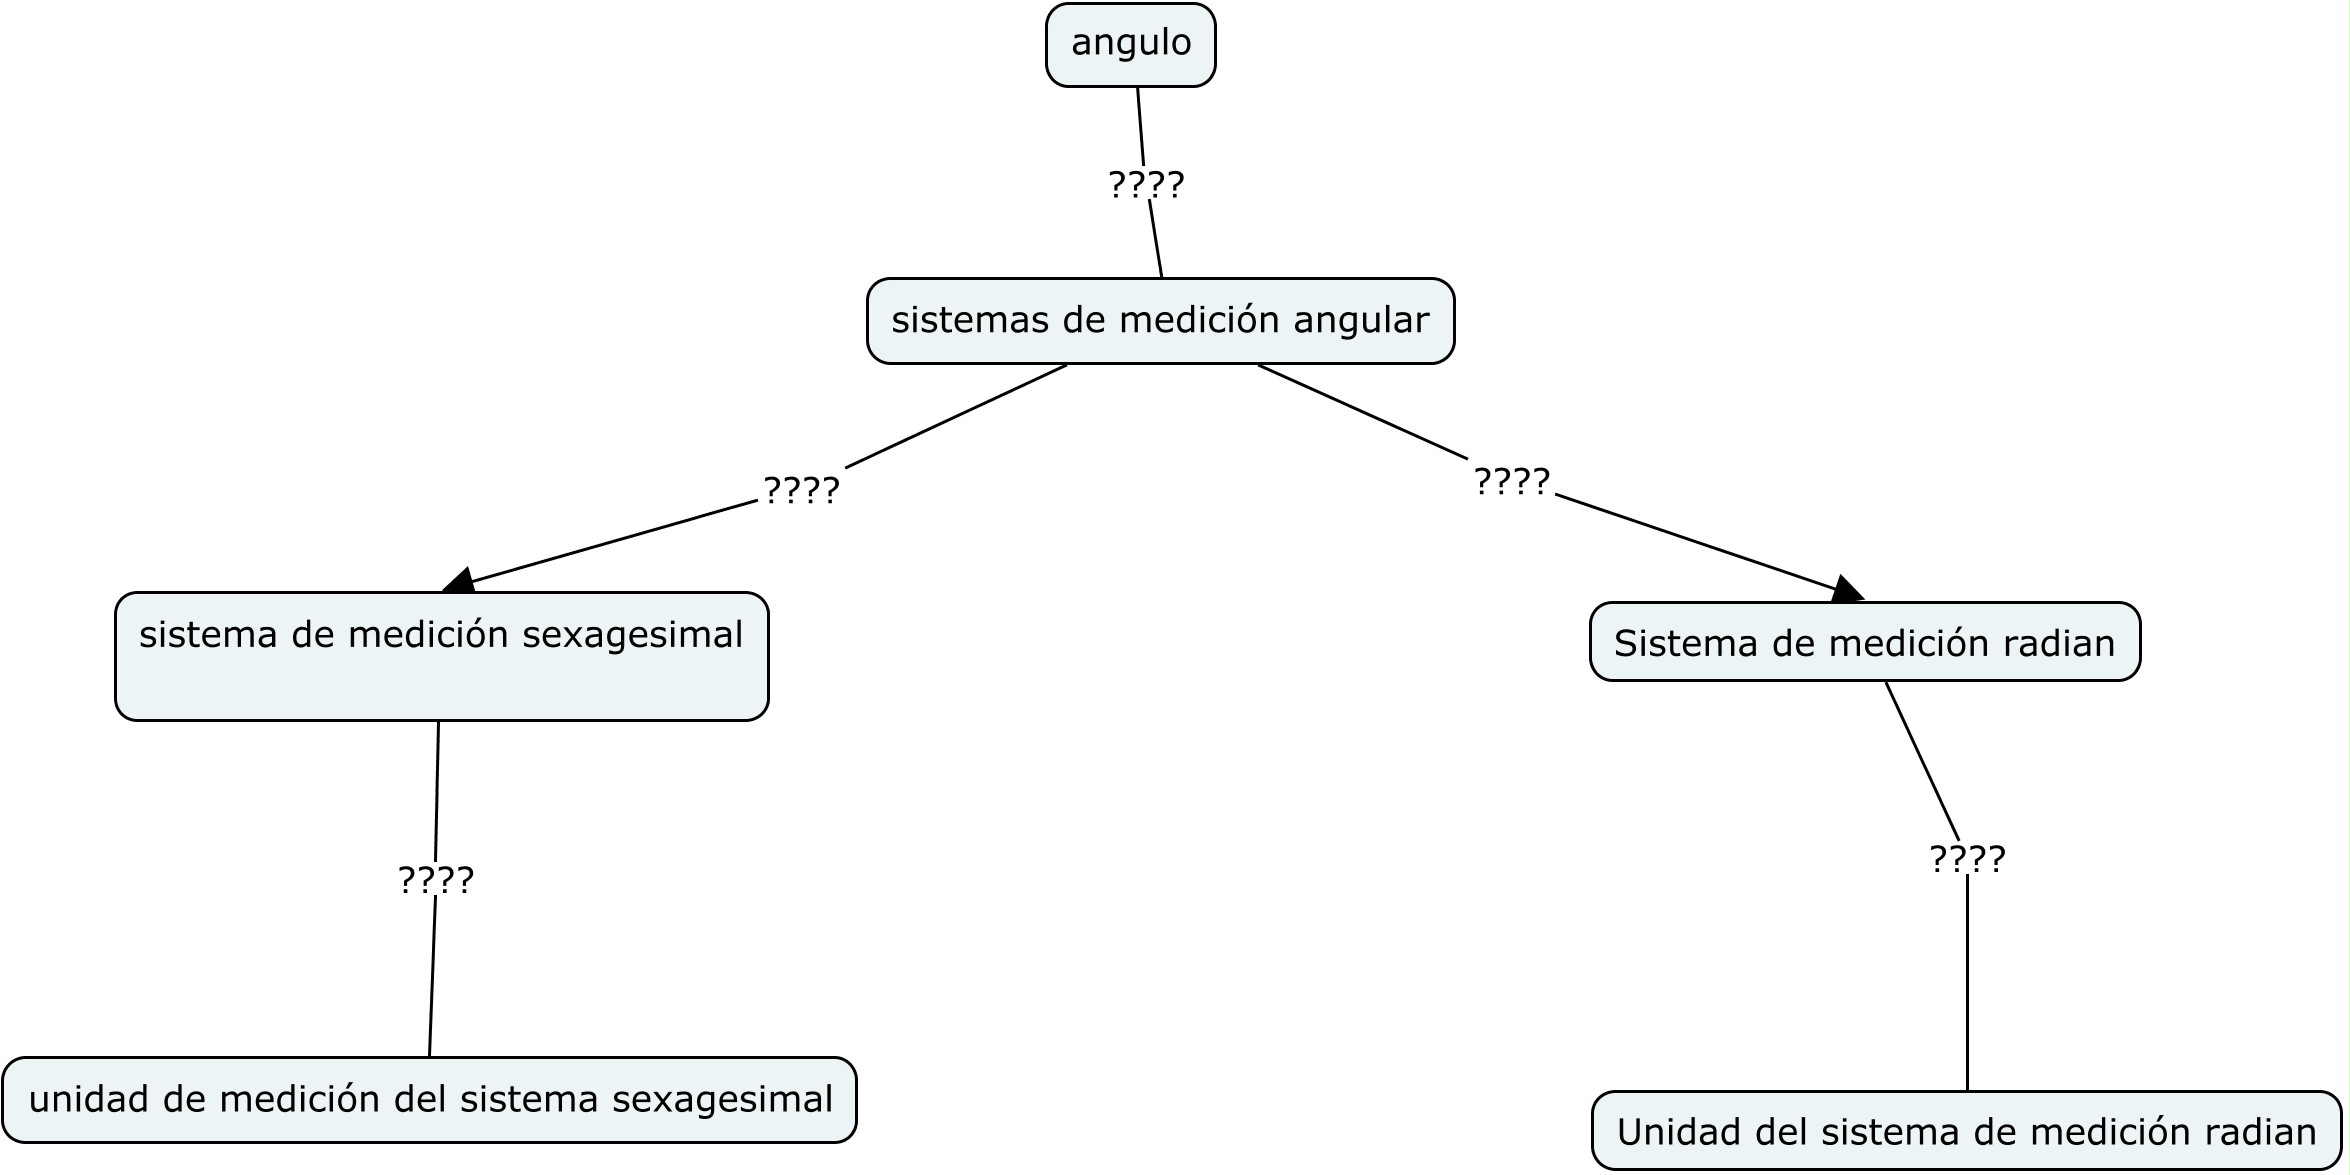 angulo
????
sistemas de medición angular
????
????
sistema de medición sexagesimal
Sistema de medición radian
????
????
unidad de medición del sistema sexagesimal
Unidad del sistema de medición radian